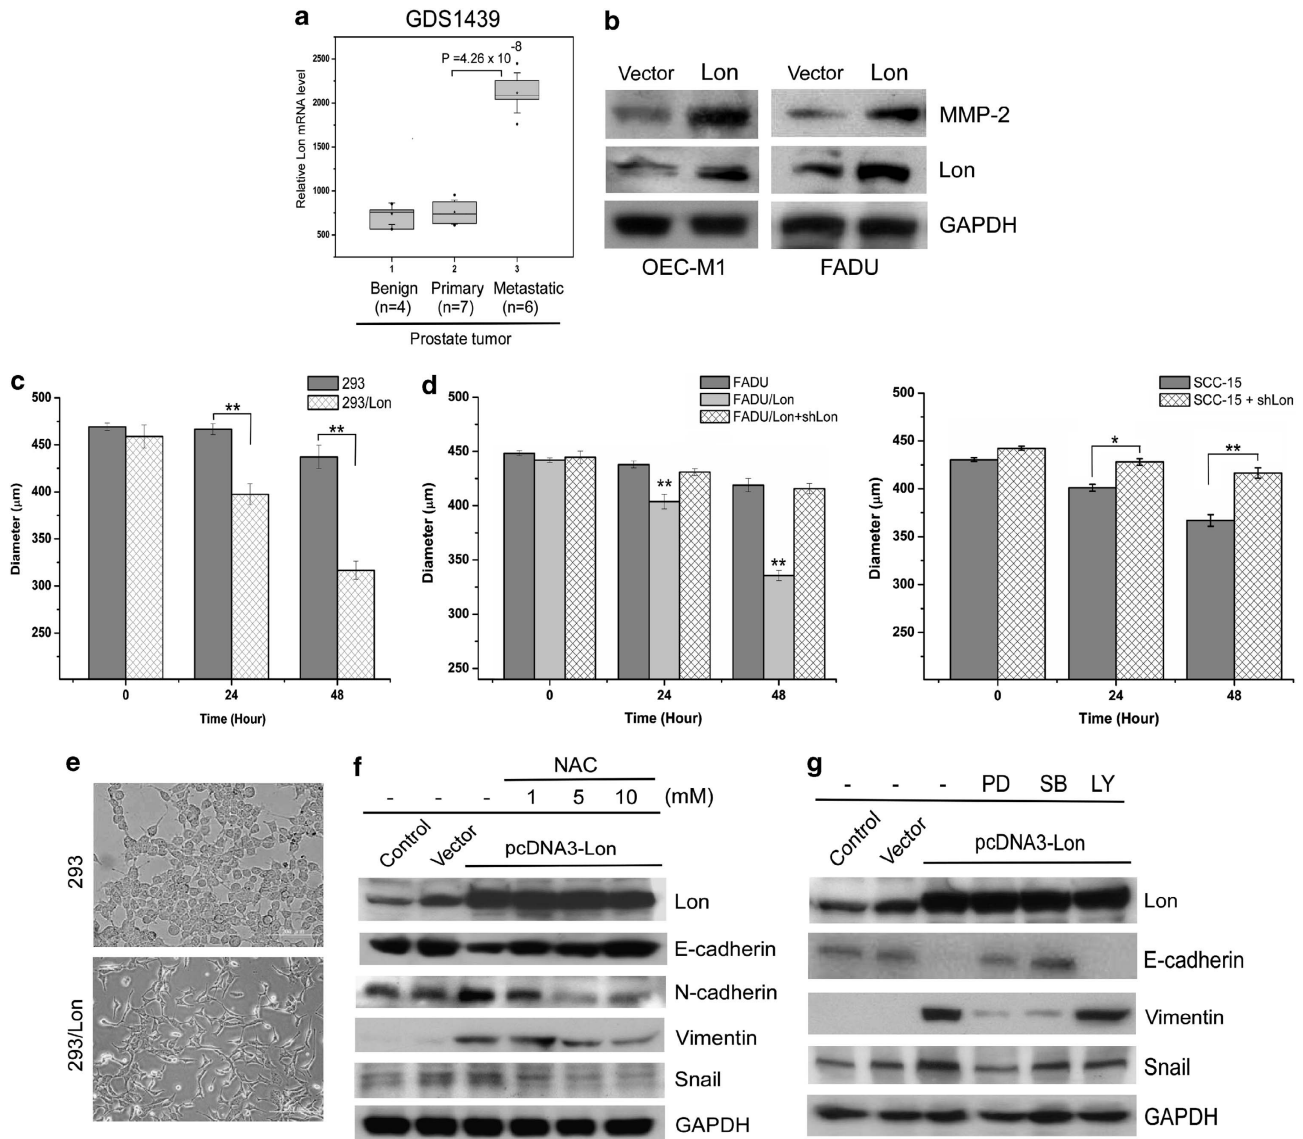 a
GDS1439
Relative Lon mRNA level
2500
2000
1500
1000
500
P =4.26 x 10
-8
1
2
3
Benign
(n=4)
Primary
(n=7)
Metastatic
(n=6)
Prostate tumor
b
Vector Lon
Vector Lon
MMP-2
Lon
GAPDH
OEC-M1
FADU
c
293
293/Lon
Diameter (μm)
500
450
400
350
300
250
**
**
0
24
48
Time (Hour)
d
FADU
FADU/Lon
FADU/Lon+shLon
Diameter (μm)
500
450
400
350
300
250
**
**
0
24
48
Time (Hour)
SCC-15
SCC-15 + shLon
Diameter (μm)
500
450
400
350
300
250
*
**
0
24
48
Time (Hour)
e
293
293/Lon
f
NAC
- - - 1 5 10 (mM)
Control
Vector
pcDNA3-Lon
Lon
E-cadherin
N-cadherin
Vimentin
Snail
GAPDH
g
- - - PD SB LY
Control
Vector
pcDNA3-Lon
Lon
E-cadherin
Vimentin
Snail
GAPDH